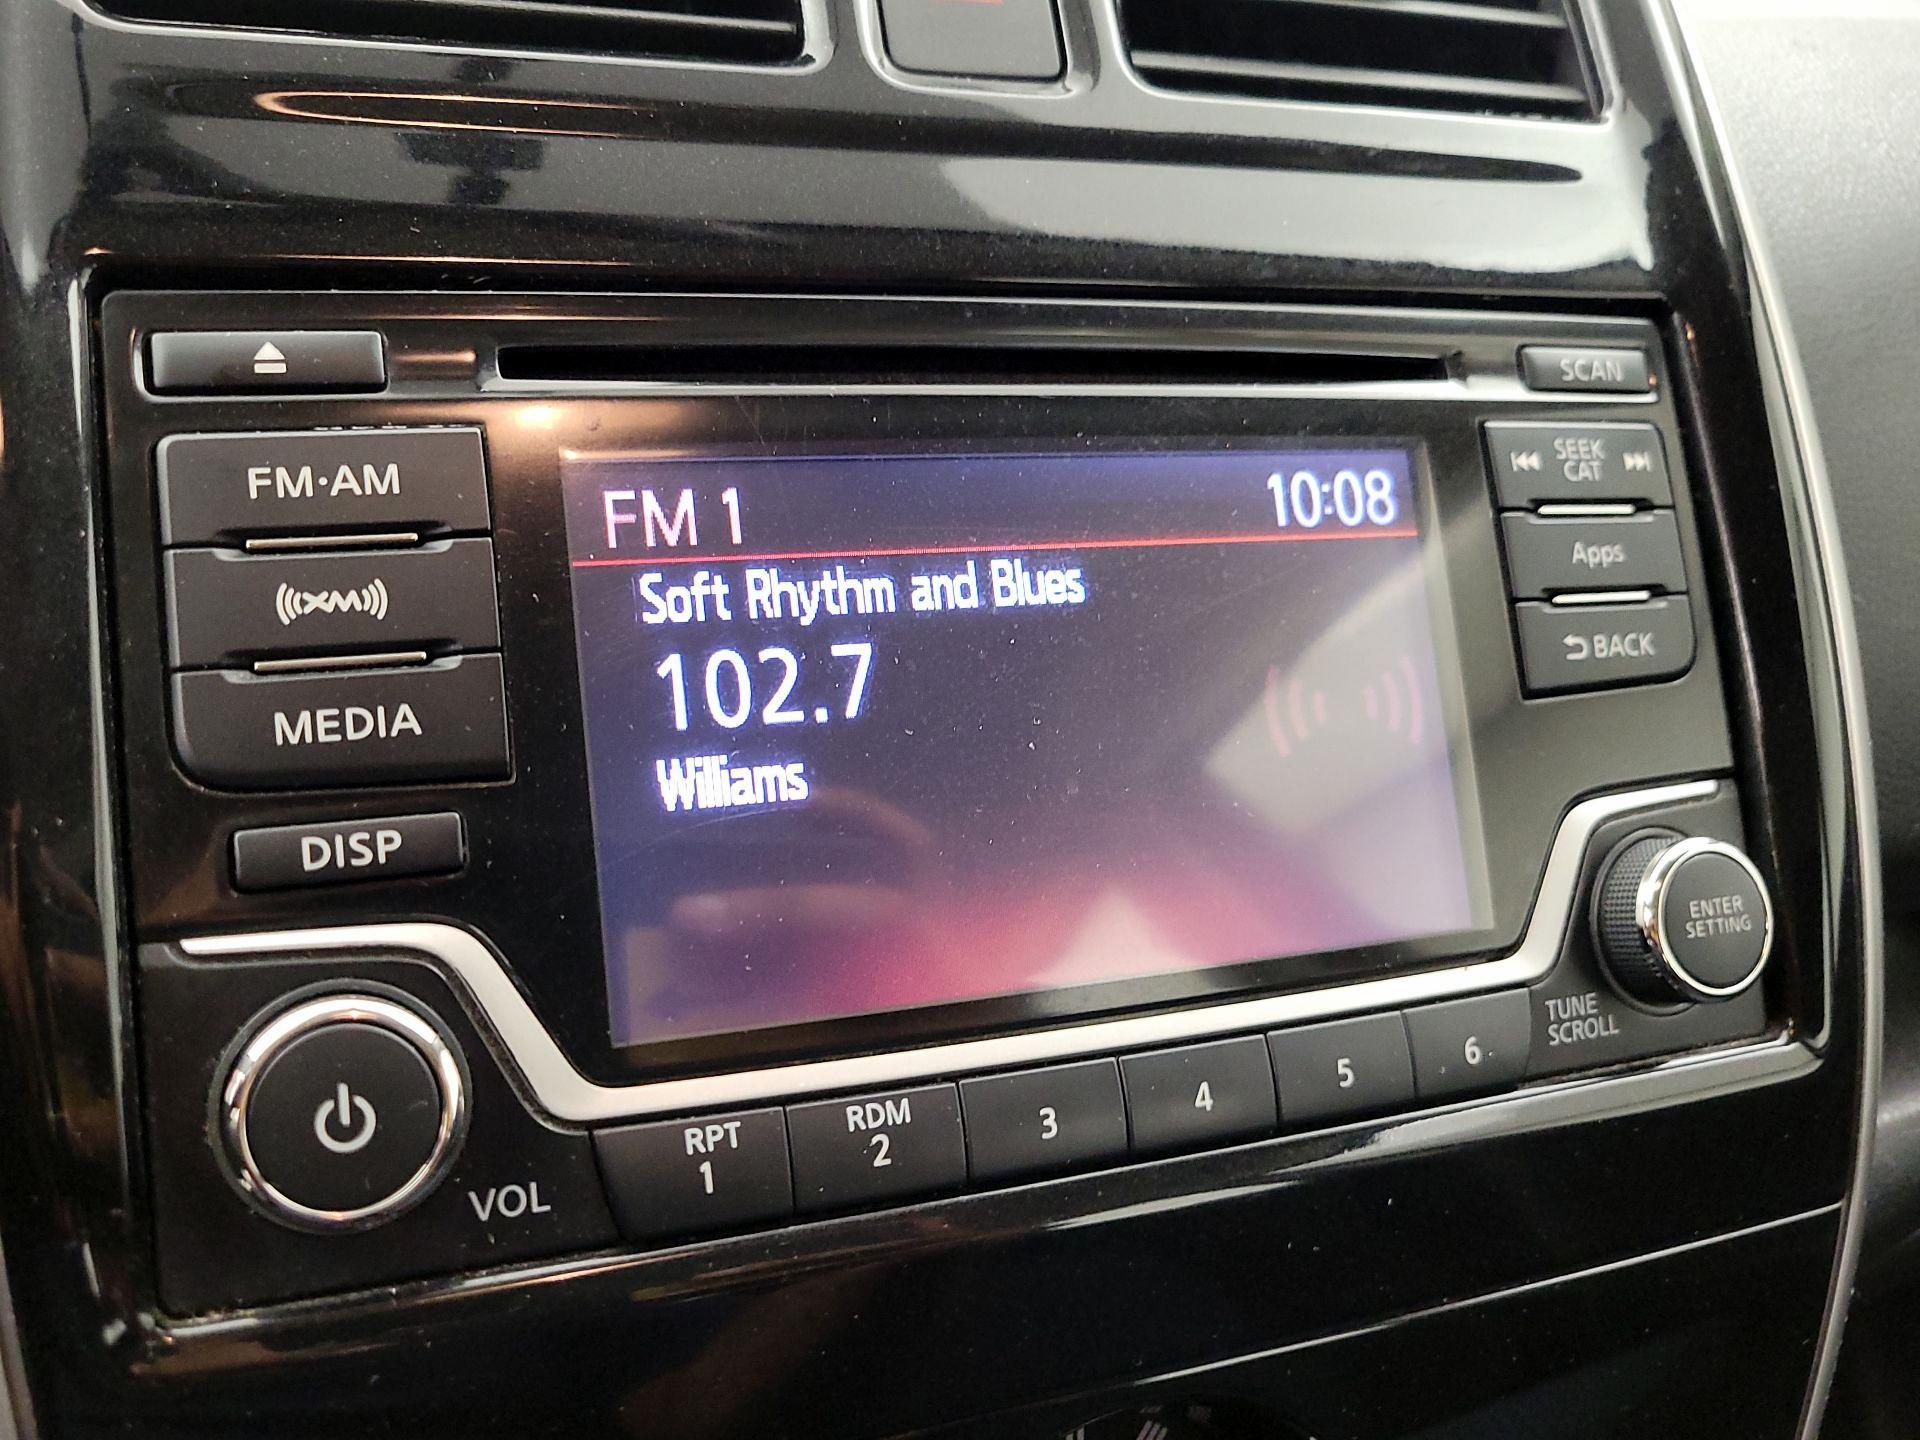 SCAN
FM·AM
SEEK
CAT
FM 1
10:08
Apps
Soft Rhythm and Blues
XM
BACK
102.7
MEDIA
Williams
DISP
ENTER
SETTING
TUNE
SCROLL
RPT
1
RDM
2
3
4
5
6
VOL